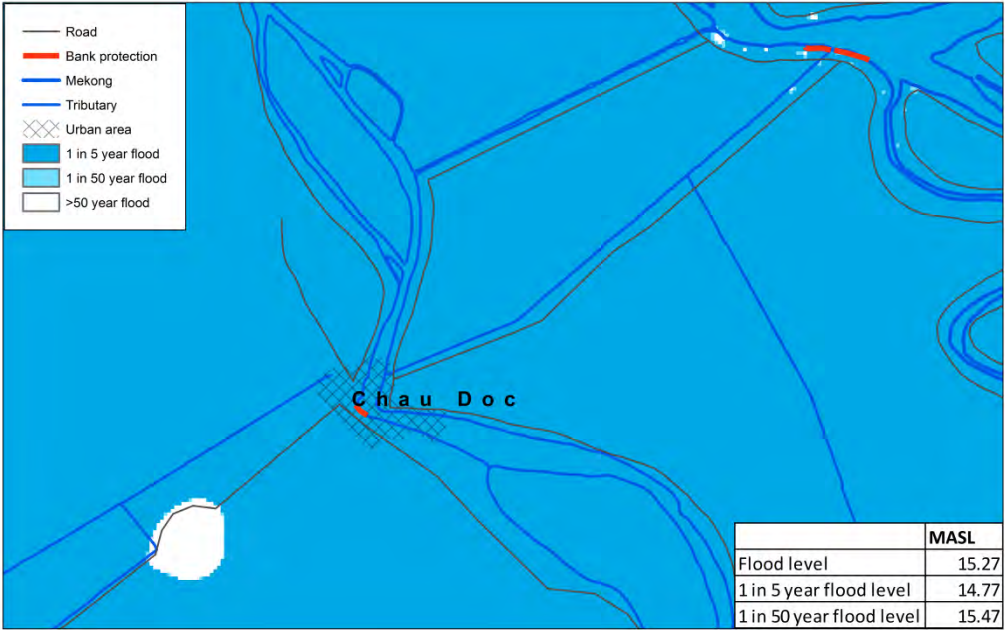 Road
Bank protection
Mekong
Tributary
Urban area
1 in 5 year flood
1 in 50 year flood
>50 year flood
Chau Doc
MASL
Flood level 15.27
1 in 5 year flood level 14.77
1 in 50 year flood level 15.47